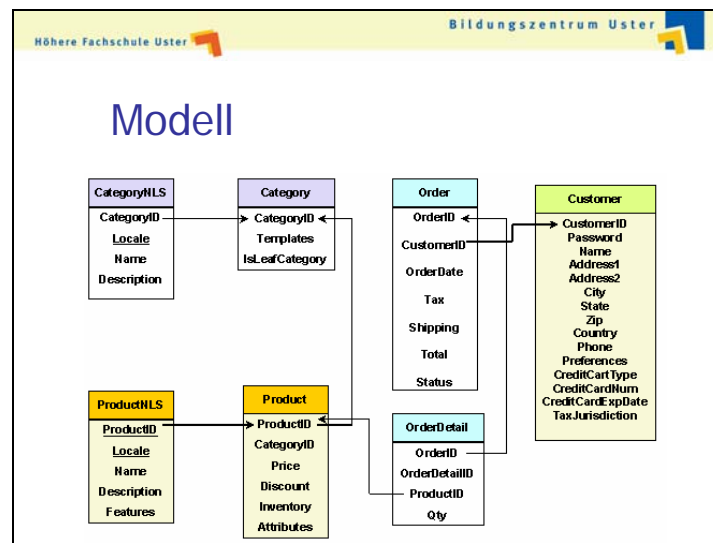 Höhere Fachschule Uster
Bildungszentrum Uster
Modell
CategoryNLS
CategoryID
Locale
Name
Description
Category
CategoryID
Templates
IsLeafCategory
Order
OrderID
CustomerID
OrderDate
Tax
Shipping
Total
Status
Customer
CustomerID
Password
Name
Address1
Address2
City
State
Zip
Country
Phone
Preferences
CreditCartType
CreditCardNum
CreditCardExpDate
TaxJurisdiction
ProductNLS
ProductID
Locale
Name
Description
Features
Product
ProductID
CategoryID
Price
Discount
Inventory
Attributes
OrderDetail
OrderID
OrderDetailID
ProductID
Qty